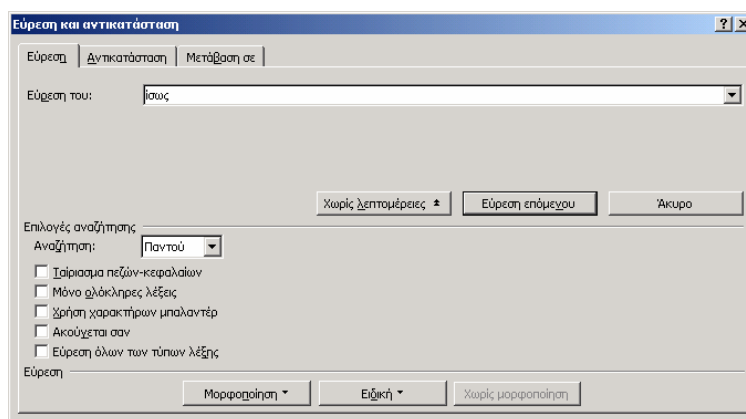 Εύρεση και αντικατάσταση
Εύρεση Αντικατάσταση Μετάβαση σε
Εύρεση του: ίσως
Χωρίς λεπτομέρειες Εύρεση επόμενου Άκυρο
Επιλογές αναζήτησης
Αναζήτηση: Παντού
Ταίριασμα πεζών-κεφαλαίων
Μόνο ολόκληρες λέξεις
Χρήση χαρακτήρων μπαλαντέρ
Ακούγεται σαν
Εύρεση όλων των τύπων λέξης
Εύρεση
Μορφοποίηση Ειδική Χωρίς μορφοποίηση